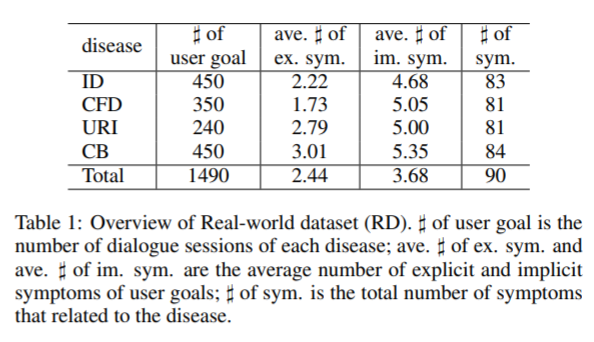 disease ♯ of user goal ave. ♯ of ex. sym. ave. ♯ of im. sym. ♯ of sym.
ID 450 2.22 4.68 83
CFD 350 1.73 5.05 81
URI 240 2.79 5.00 81
CB 450 3.01 5.35 84
Total 1490 2.44 3.68 90
Table 1: Overview of Real-world dataset (RD). ♯ of user goal is the
number of dialogue sessions of each disease; ave. ♯ of ex. sym. and
ave. ♯ of im. sym. are the average number of explicit and implicit
symptoms of user goals; ♯ of sym. is the total number of symptoms
that related to the disease.